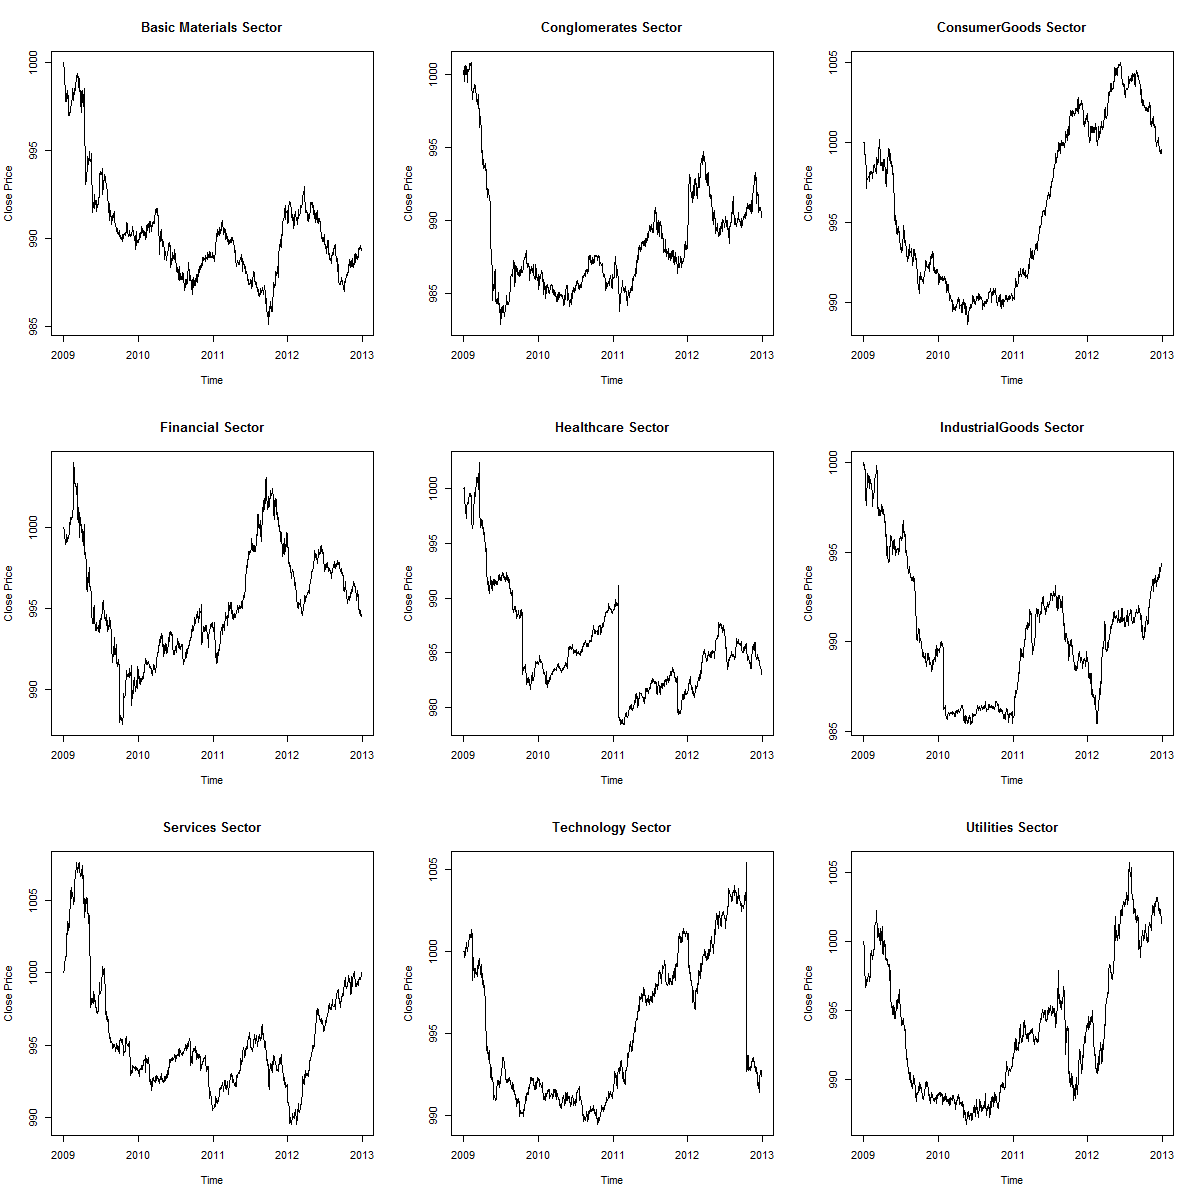 Basic Materials Sector
Close Price
1000
995
990
985
2009 2010 2011 2012 2013
Time
Conglomerates Sector
Close Price
1000
995
990
985
2009 2010 2011 2012 2013
Time
ConsumerGoods Sector
Close Price
1005
1000
995
990
2009 2010 2011 2012 2013
Time
Financial Sector
Close Price
1000
995
990
2009 2010 2011 2012 2013
Time
Healthcare Sector
Close Price
1000
995
990
985
980
2009 2010 2011 2012 2013
Time
IndustrialGoods Sector
Close Price
1000
995
990
985
2009 2010 2011 2012 2013
Time
Services Sector
Close Price
1005
1000
995
990
2009 2010 2011 2012 2013
Time
Technology Sector
Close Price
1005
1000
995
990
2009 2010 2011 2012 2013
Time
Utilities Sector
Close Price
1005
1000
995
990
2009 2010 2011 2012 2013
Time